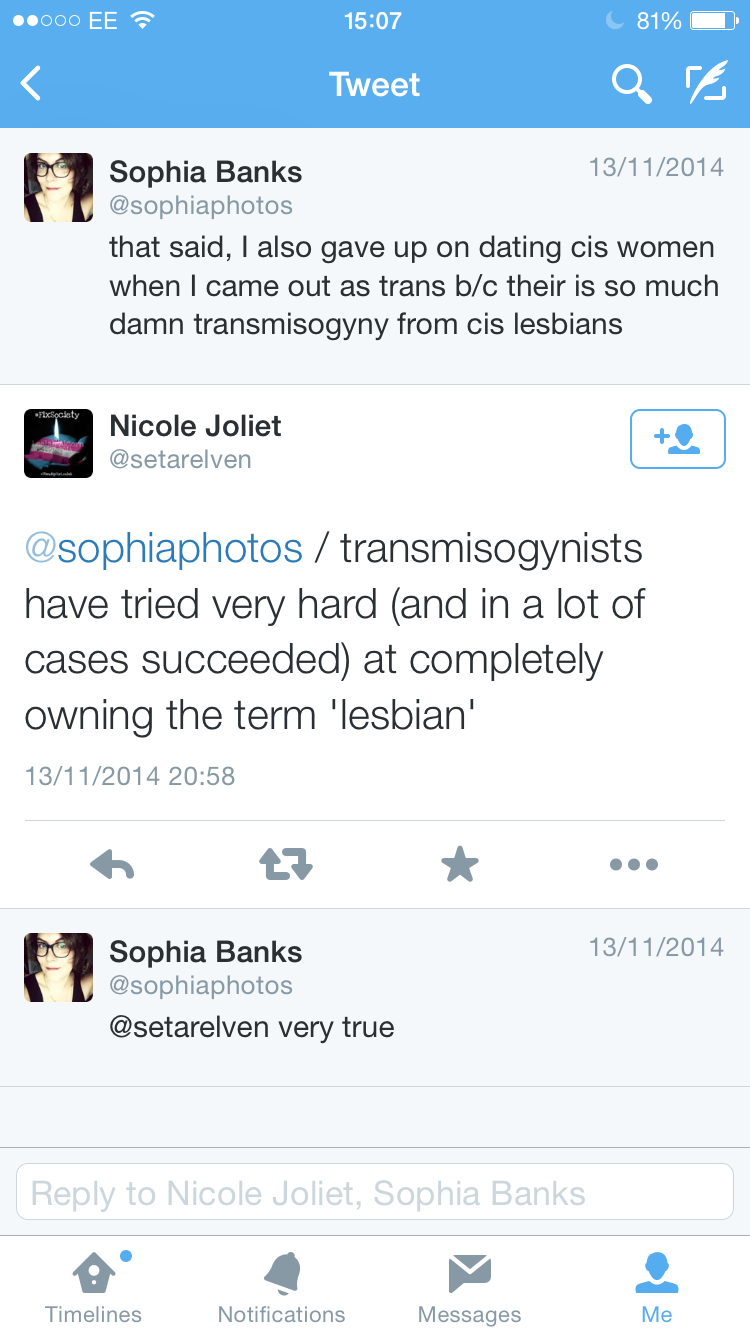 EE 15:07 81%
Tweet
Sophia Banks 13/11/2014
@sophiaphotos
that said, I also gave up on dating cis women
when I came out as trans b/c their is so much
damn transmisogyny from cis lesbians
#FixSociety
Nicole Joliet
@setarelven
@sophiaphotos / transmisogynists
have tried very hard (and in a lot of
cases succeeded) at completely
owning the term 'lesbian'
13/11/2014 20:58
Sophia Banks 13/11/2014
@sophiaphotos
@setarelven very true
Reply to Nicole Joliet, Sophia Banks
Timelines Notifications Messages Me